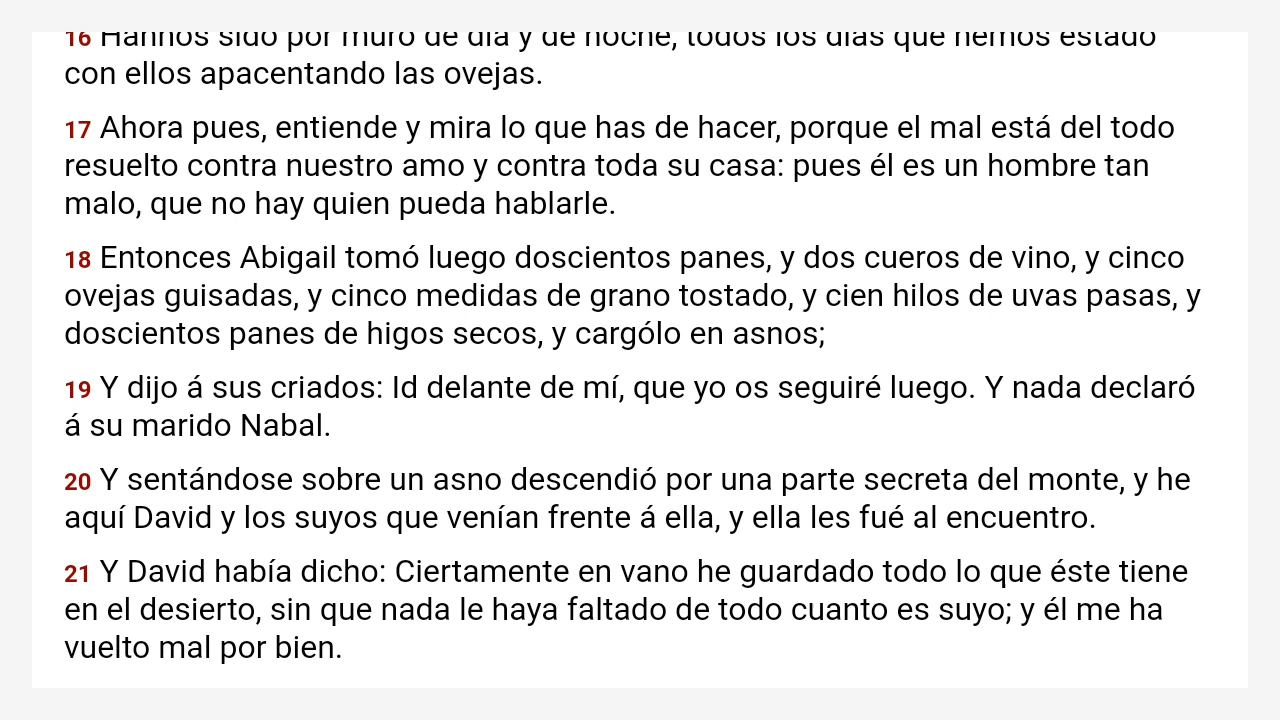 16 Hannos sido por muro de día y de noche, todos los días que hemos estado
con ellos apacentando las ovejas.
17 Ahora pues, entiende y mira lo que has de hacer, porque el mal está del todo
resuelto contra nuestro amo y contra toda su casa: pues él es un hombre tan
malo, que no hay quien pueda hablarle.
18 Entonces Abigail tomó luego doscientos panes, y dos cueros de vino, y cinco
ovejas guisadas, y cinco medidas de grano tostado, y cien hilos de uvas pasas, y
doscientos panes de higos secos, y cargólo en asnos;
19 Y dijo á sus criados: Id delante de mí, que yo os seguiré luego. Y nada declaró
á su marido Nabal.
20 Y sentándose sobre un asno descendió por una parte secreta del monte, y he
aquí David y los suyos que venían frente á ella, y ella les fué al encuentro.
21 Y David había dicho: Ciertamente en vano he guardado todo lo que éste tiene
en el desierto, sin que nada le haya faltado de todo cuanto es suyo; y él me ha
vuelto mal por bien.